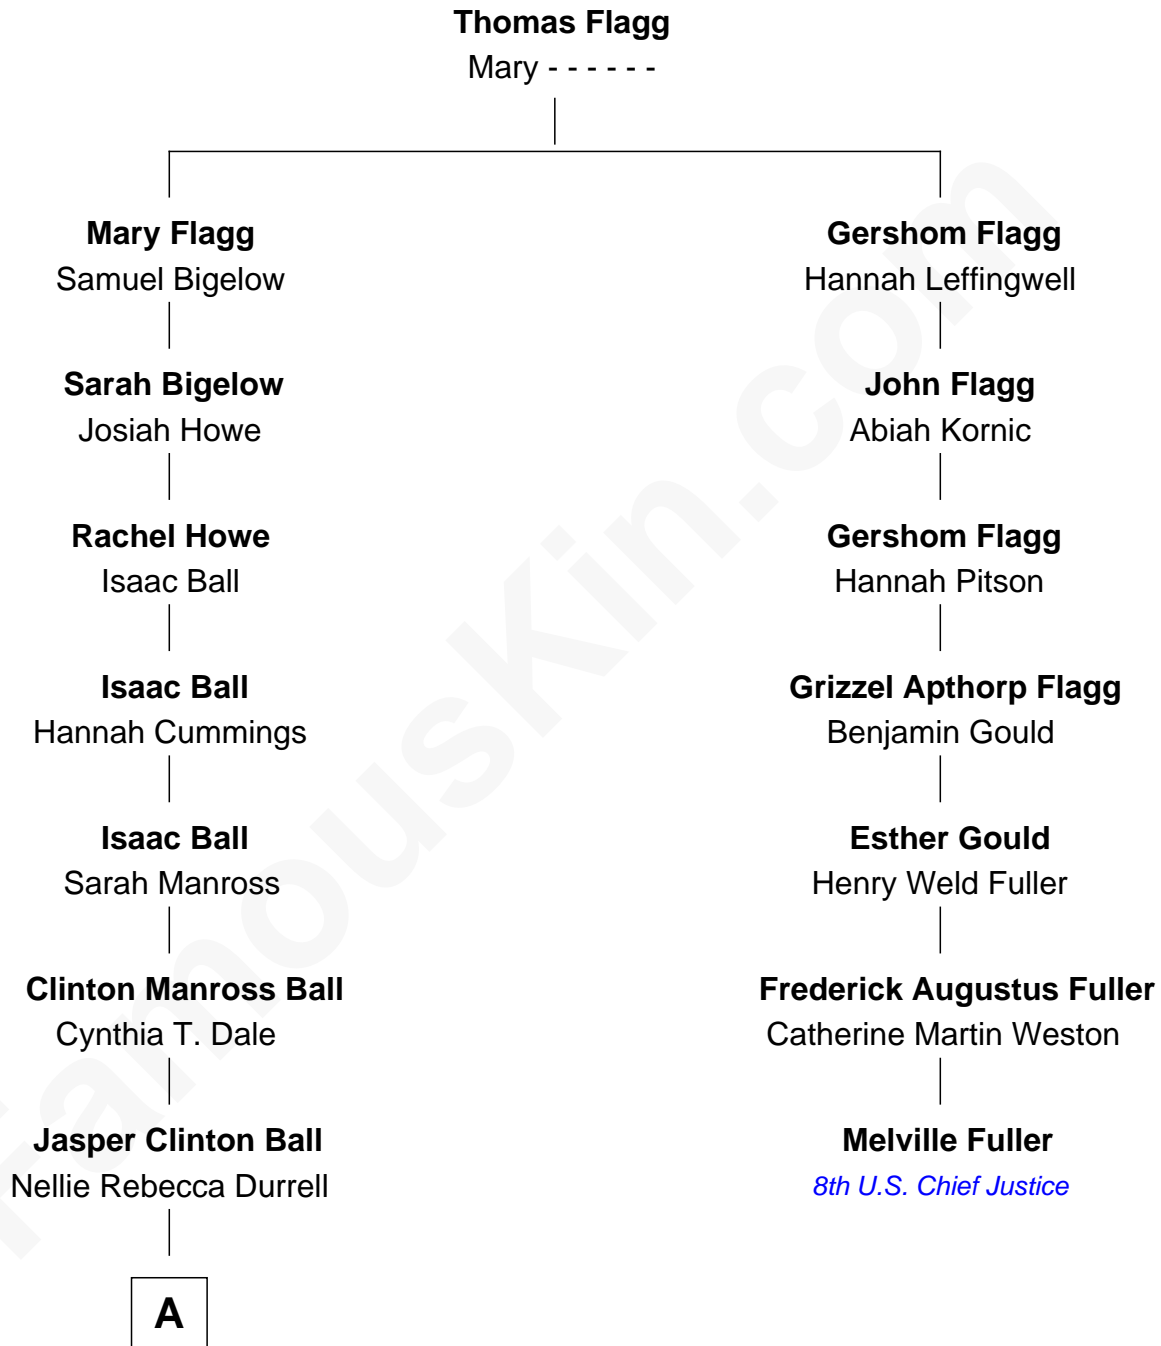 Thomas Flagg
Mary - - - - - -
Mary Flagg
Samuel Bigelow
Gershom Flagg
Hannah Leffingwell
Sarah Bigelow
Josiah Howe
John Flagg
Abiah Kornic
Rachel Howe
Isaac Ball
Gershom Flagg
Hannah Pitson
Isaac Ball
Hannah Cummings
Grizzel Apthorp Flagg
Benjamin Gould
Isaac Ball
Sarah Manross
Esther Gould
Henry Weld Fuller
Clinton Manross Ball
Cynthia T. Dale
Frederick Augustus Fuller
Catherine Martin Weston
Jasper Clinton Ball
Nellie Rebecca Durrell
Melville Fuller
8th U.S. Chief Justice
A
FamousKin.com